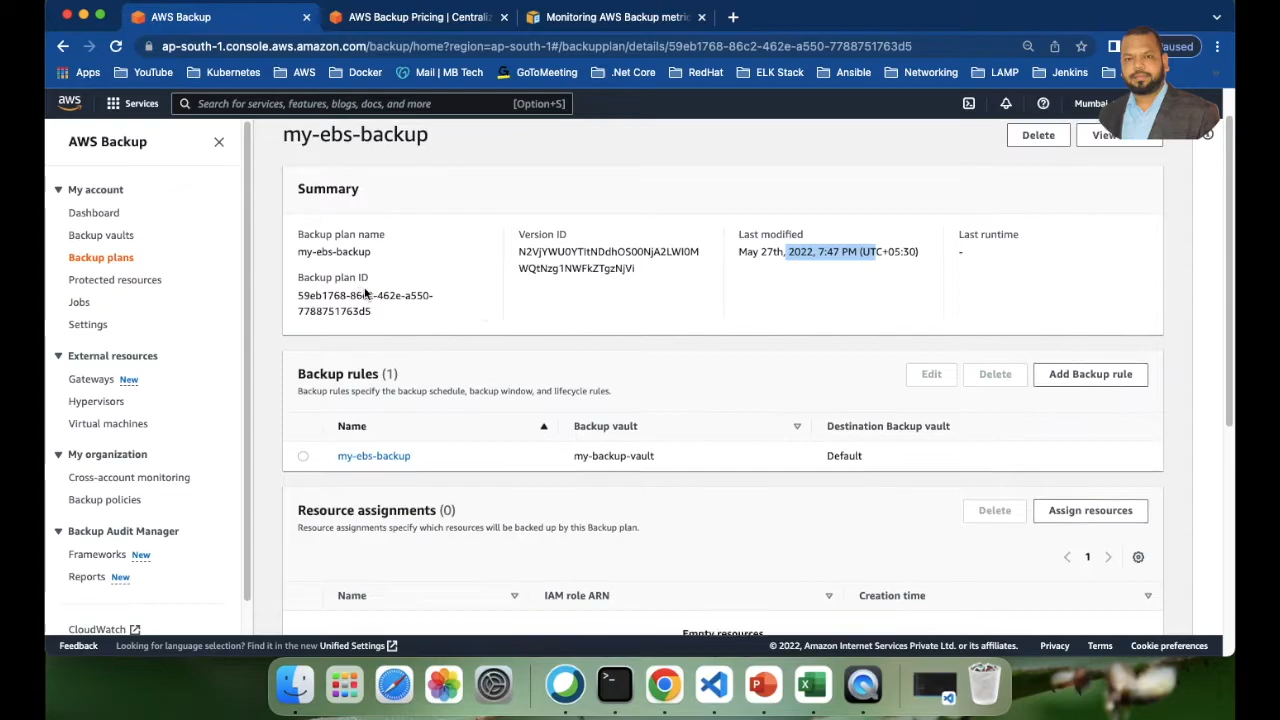 AWS Backup
AWS Backup Pricing | Centraliz
Monitoring AWS Backup metric
ap-south-1.console.aws.amazon.com/backup/home?region=ap-south-1#/backupplan/details/59eb1768-86c2-462e-a550-7788751763d5
aused
Apps YouTube Kubernetes AWS Docker Mail | MB Tech GoToMeeting .Net Core RedHat ELK Stack Ansible Networking LAMP Jenkins
aws Services Search for services, features, blogs, docs, and more [Option+S] Mumbai
AWS Backup
My account
Dashboard
Backup vaults
Backup plans
Protected resources
Jobs
Settings
External resources
Gateways New
Hypervisors
Virtual machines
My organization
Cross-account monitoring
Backup policies
Backup Audit Manager
Frameworks New
Reports New
CloudWatch
my-ebs-backup
Delete
Summary
Backup plan name
my-ebs-backup
Backup plan ID
59eb1768-86c2-462e-a550-
7788751763d5
Version ID
Last modified
May 27th, 2022, 7:47 PM (UTC+05:30)
Last runtime
-
Backup rules (1)
Backup rules specify the backup schedule, backup window, and lifecycle rules.
Edit Delete Add Backup rule
Name Backup vault Destination Backup vault
my-ebs-backup my-backup-vault Default
Resource assignments (0)
Resource assignments specify which resources will be backed up by this Backup plan.
Delete Assign resources
1
Name IAM role ARN Creation time
Empty resources
Feedback Looking for language selection? Find it in the new Unified Settings © 2022, Amazon Internet Services Private Ltd. or its affiliates. Privacy Terms Cookie preferences